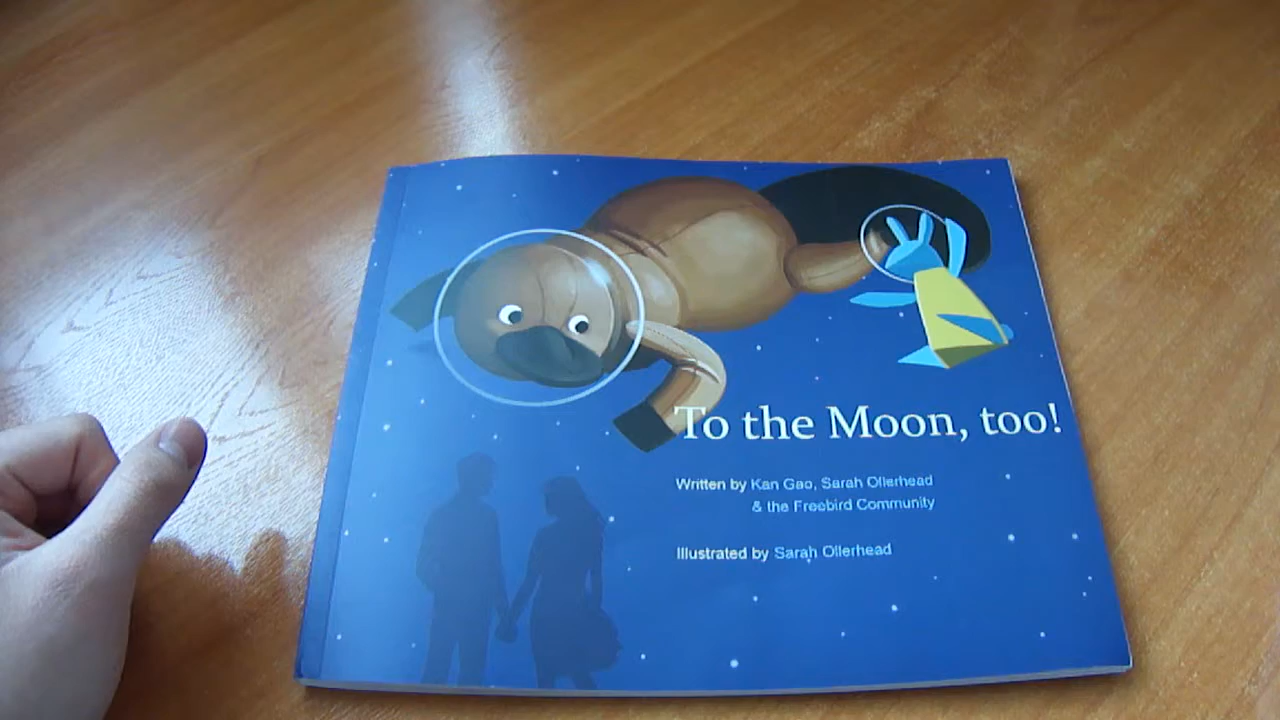 To the Moon, too!
Written by Kan Gao, Sarah Ollerhead
& the Freebird Community
Illustrated by Sarah Ollerhead